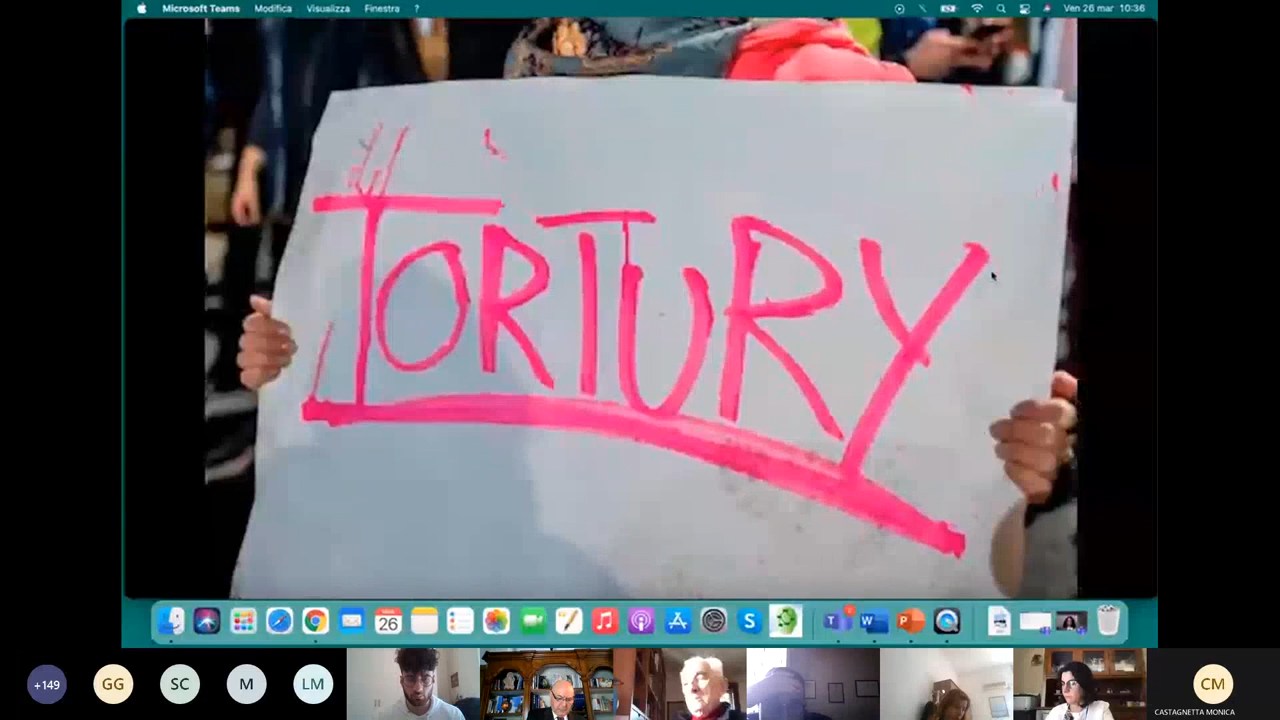 Microsoft Teams Modifica Visualizza Finestra ? Ven 26 mar 10:36
TORTURY
26
+149 GG SC M LM CM
CASTAGNETTA MONICA